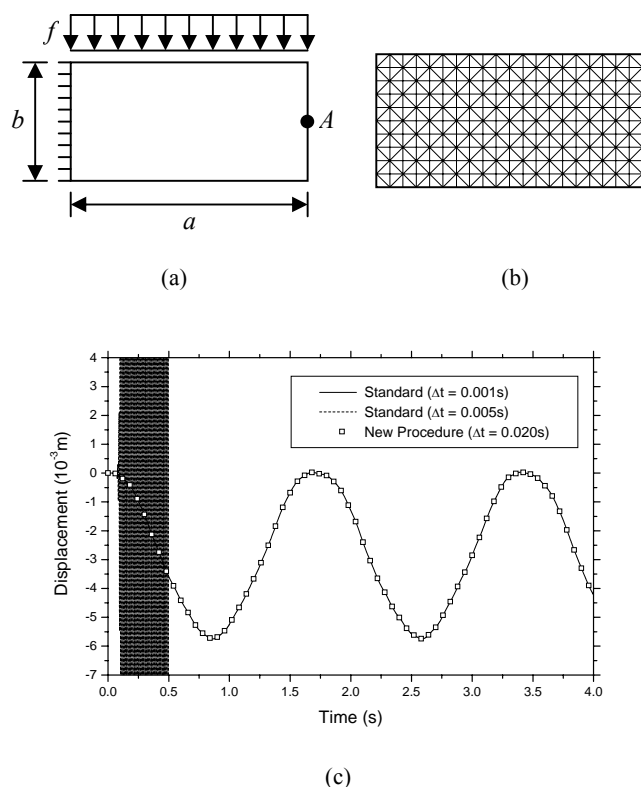 f
b
A
a
(a)
(b)
4
3
2
1
0
-1
-2
-3
-4
-5
-6
-7
Displacement (10⁻³m)
Standard (Δt = 0.001s)
Standard (Δt = 0.005s)
New Procedure (Δt = 0.020s)
0.0 0.5 1.0 1.5 2.0 2.5 3.0 3.5 4.0
Time (s)
(c)